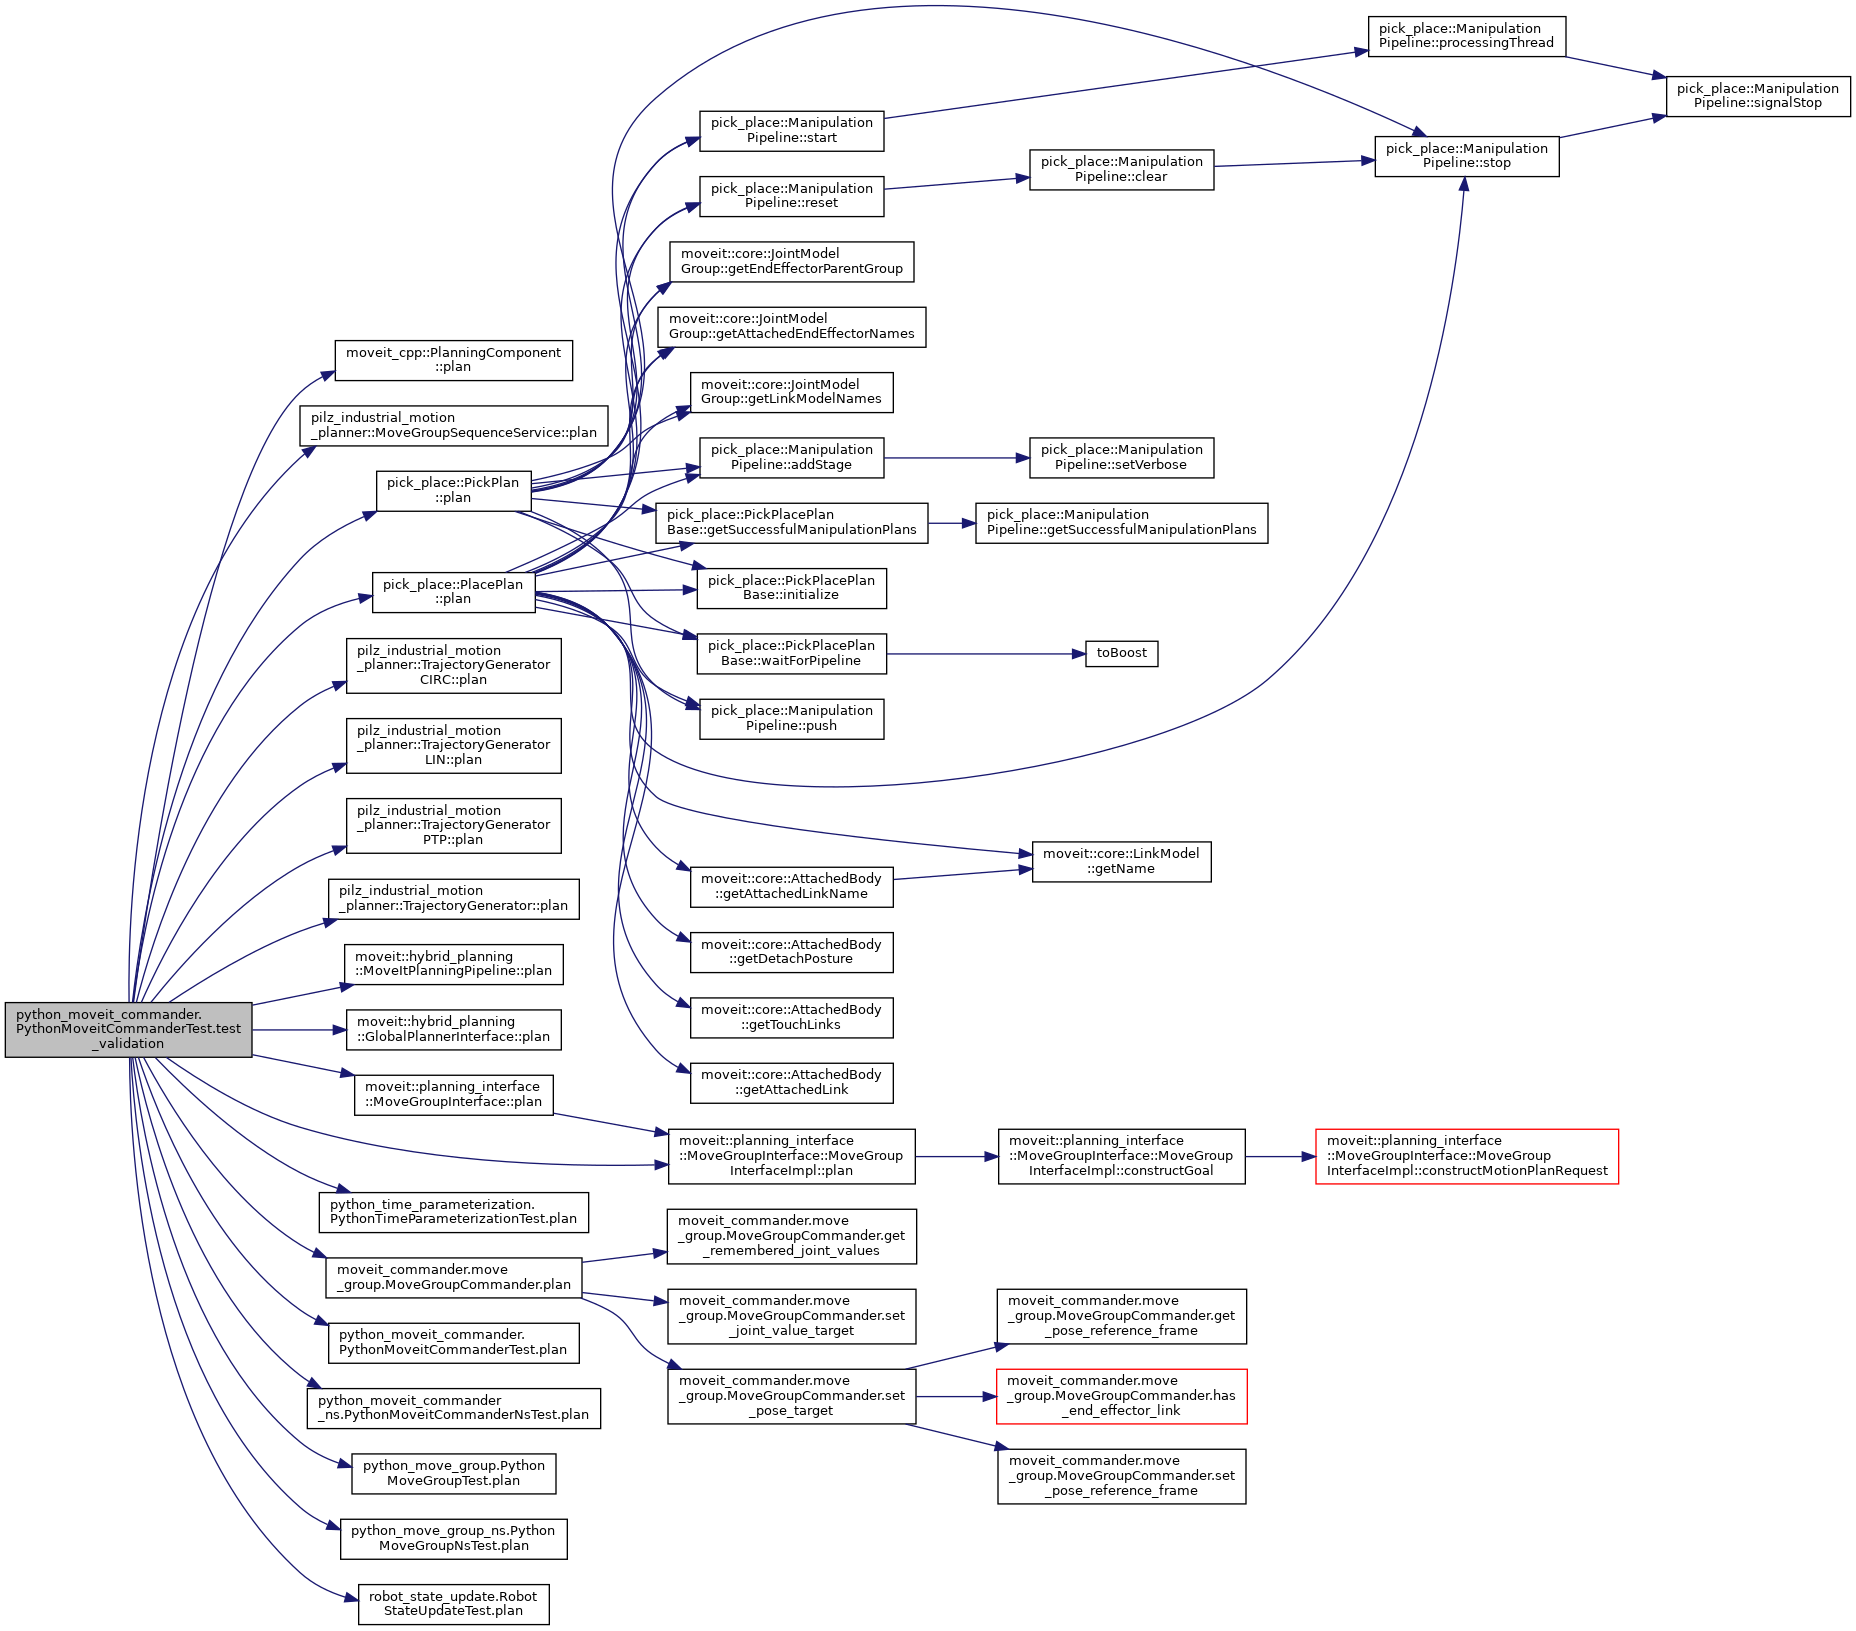 python_moveit_commander.
PythonMoveitCommanderTest.test
_validation
moveit_cpp::PlanningComponent
::plan
pilz_industrial_motion
_planner::MoveGroupSequenceService::plan
pick_place::PickPlan
::plan
pick_place::PlacePlan
::plan
pilz_industrial_motion
_planner::TrajectoryGenerator
CIRC::plan
pilz_industrial_motion
_planner::TrajectoryGenerator
LIN::plan
pilz_industrial_motion
_planner::TrajectoryGenerator
PTP::plan
pilz_industrial_motion
_planner::TrajectoryGenerator::plan
moveit::hybrid_planning
::MoveItPlanningPipeline::plan
moveit::hybrid_planning
::GlobalPlannerInterface::plan
moveit::planning_interface
::MoveGroupInterface::plan
python_time_parameterization.
PythonTimeParameterizationTest.plan
moveit_commander.move
_group.MoveGroupCommander.plan
python_moveit_commander.
PythonMoveitCommanderTest.plan
python_moveit_commander
_ns.PythonMoveitCommanderNsTest.plan
python_move_group.Python
MoveGroupTest.plan
python_move_group_ns.Python
MoveGroupNsTest.plan
robot_state_update.Robot
StateUpdateTest.plan
pick_place::Manipulation
Pipeline::start
pick_place::Manipulation
Pipeline::reset
moveit::core::JointModel
Group::getEndEffectorParentGroup
moveit::core::JointModel
Group::getAttachedEndEffectorNames
moveit::core::JointModel
Group::getLinkModelNames
pick_place::Manipulation
Pipeline::addStage
pick_place::PickPlacePlan
Base::getSuccessfulManipulationPlans
pick_place::PickPlacePlan
Base::initialize
pick_place::PickPlacePlan
Base::waitForPipeline
pick_place::Manipulation
Pipeline::push
moveit::core::AttachedBody
::getAttachedLinkName
moveit::core::AttachedBody
::getDetachPosture
moveit::core::AttachedBody
::getTouchLinks
moveit::core::AttachedBody
::getAttachedLink
moveit::planning_interface
::MoveGroupInterface::MoveGroup
InterfaceImpl::plan
moveit_commander.move
_group.MoveGroupCommander.get
_remembered_joint_values
moveit_commander.move
_group.MoveGroupCommander.set
_joint_value_target
moveit_commander.move
_group.MoveGroupCommander.set
_pose_target
pick_place::Manipulation
Pipeline::clear
pick_place::Manipulation
Pipeline::setVerbose
pick_place::Manipulation
Pipeline::getSuccessfulManipulationPlans
toBoost
moveit::core::LinkModel
::getName
moveit::planning_interface
::MoveGroupInterface::MoveGroup
InterfaceImpl::constructGoal
moveit_commander.move
_group.MoveGroupCommander.get
_pose_reference_frame
moveit_commander.move
_group.MoveGroupCommander.has
_end_effector_link
moveit_commander.move
_group.MoveGroupCommander.set
_pose_reference_frame
pick_place::Manipulation
Pipeline::processingThread
pick_place::Manipulation
Pipeline::stop
moveit::planning_interface
::MoveGroupInterface::MoveGroup
InterfaceImpl::constructMotionPlanRequest
pick_place::Manipulation
Pipeline::signalStop